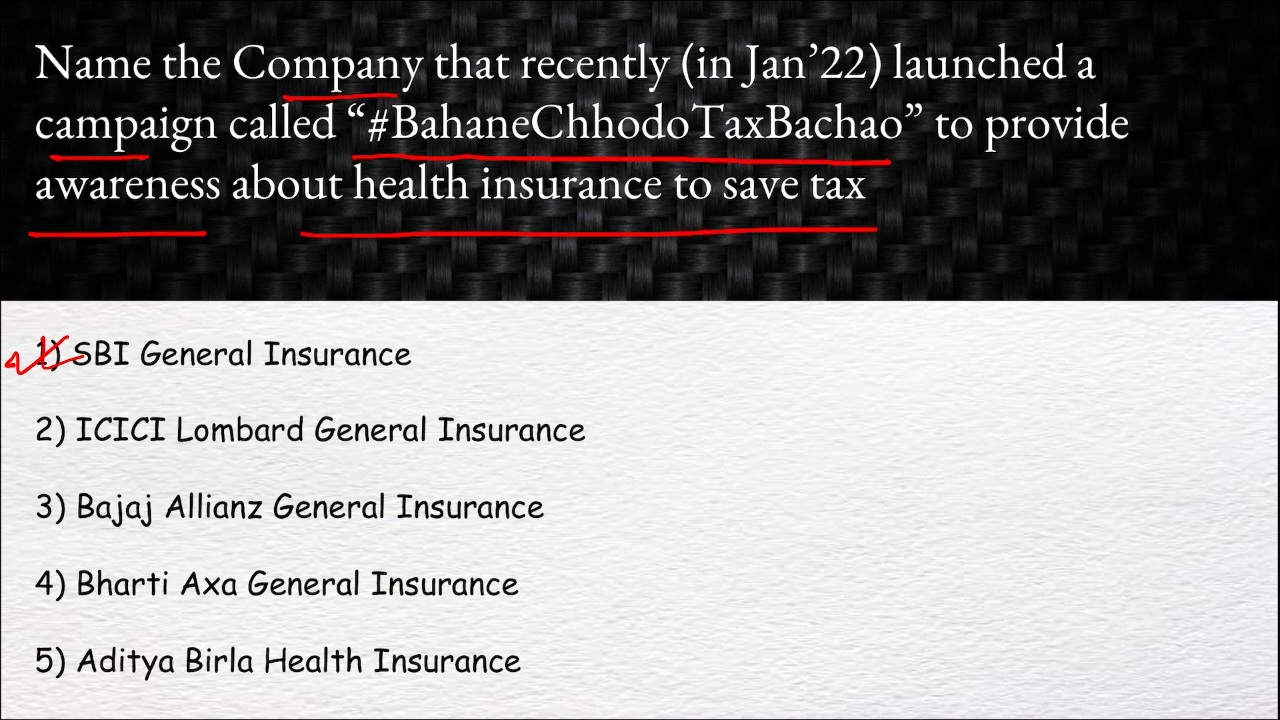 Name the Company that recently (in Jan’22) launched a
campaign called “#BahaneChhodoTaxBachao” to provide
awareness about health insurance to save tax
1) SBI General Insurance
2) ICICI Lombard General Insurance
3) Bajaj Allianz General Insurance
4) Bharti Axa General Insurance
5) Aditya Birla Health Insurance